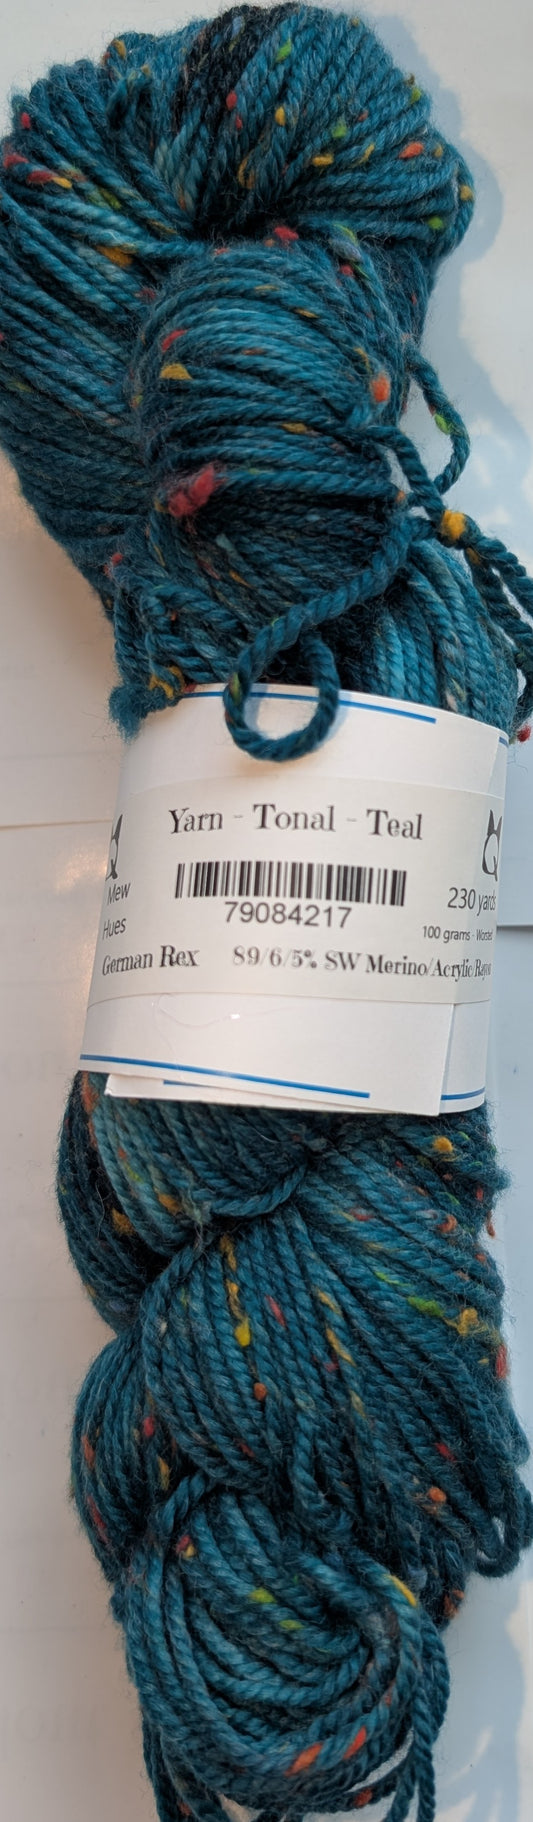 Yarn - Tonal - Teal
79084217
Mew
Hues
230 yards
100 grams - Worsted
German Rex 89/6/5% SW Merino/Acrylic/Rayon